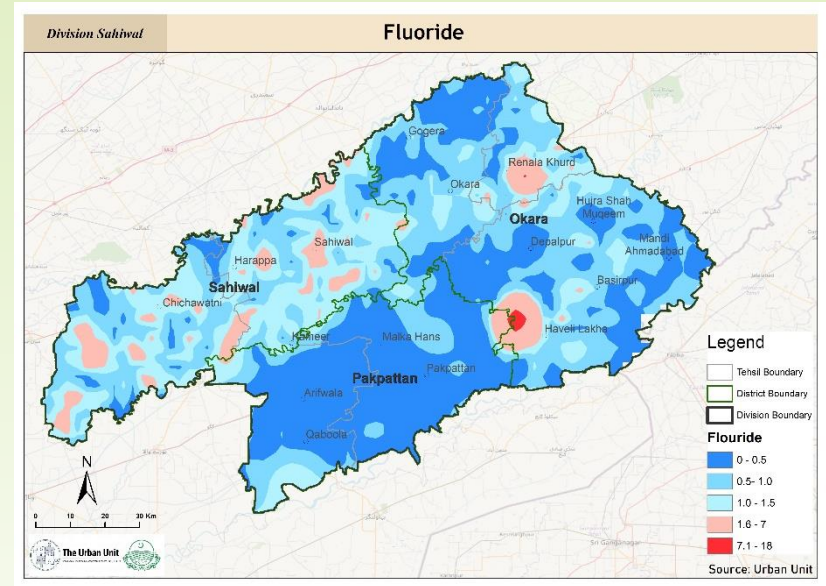 Division Sahiwal
Fluoride
Gogera
Renala Khurd
Okara
Okara
Hujra Shah
Muqeem
Depalpur
Mandi
Ahmadabad
Sahiwal
Harappa
Sahiwal
Chichawatni
Basirpur
Haveli Lakha
Kameer
Malka Hans
Pakpattan
Pakpattan
Arifwala
Qaboola
N
0 10 20 30 Km
The Urban Unit
Legend
Tehsil Boundary
District Boundary
Division Boundary
Flouride
0 - 0.5
0.5- 1.0
1.0 - 1.5
1.6 - 7
7.1 - 18
Source: Urban Unit
Sri Ganganagar